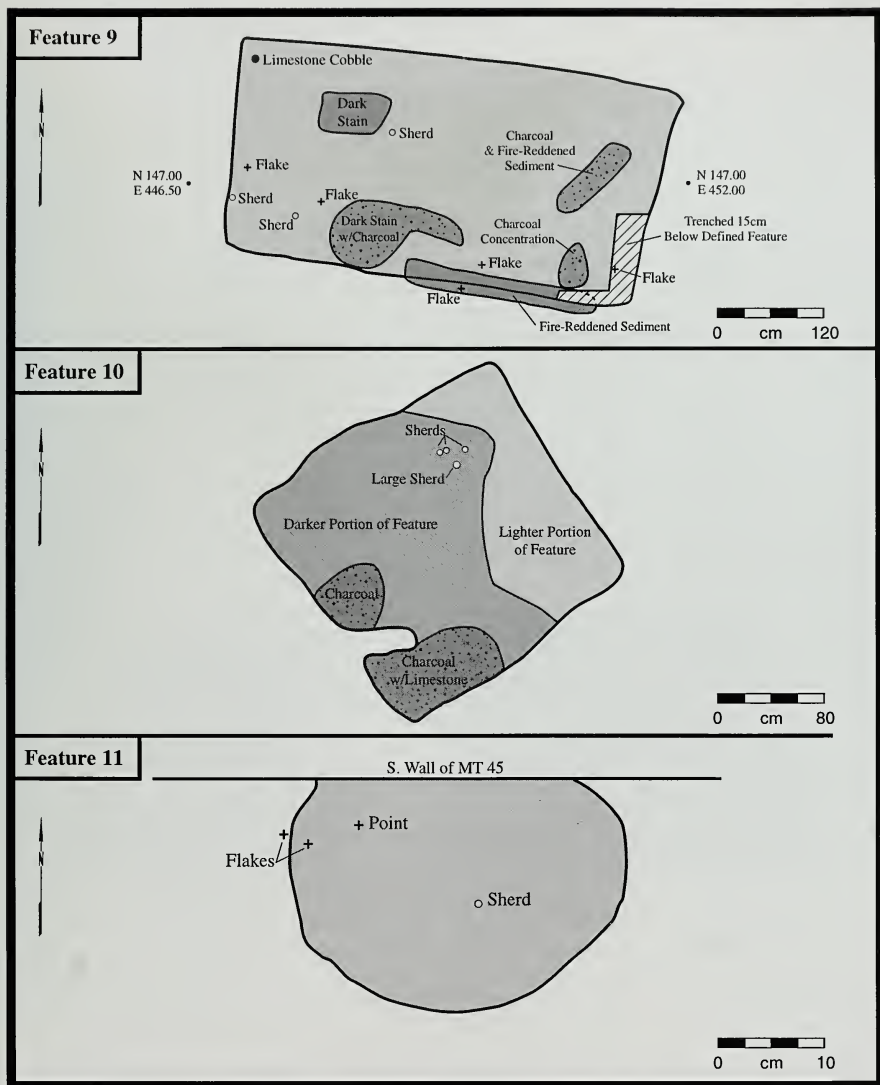 Feature 9
Limestone Cobble
Dark
Stain
Sherd
Charcoal
& Fire-Reddened
Sediment
N
Flake
N 147.00
E 446.50
N 147.00
E 452.00
Sherd
Flake
Sherd
Dark Stain
w/Charcoal
Charcoal
Concentration
Trenched 15cm
Below Defined Feature
Flake
Flake
Flake
Fire-Reddened Sediment
0 cm 120
Feature 10
Sherds
N
Large Sherd
Darker Portion of Feature
Lighter Portion
of Feature
Charcoal
Charcoal
w/Limestone
0 cm 80
Feature 11
S. Wall of MT 45
Point
N
Flakes
Sherd
0 cm 10